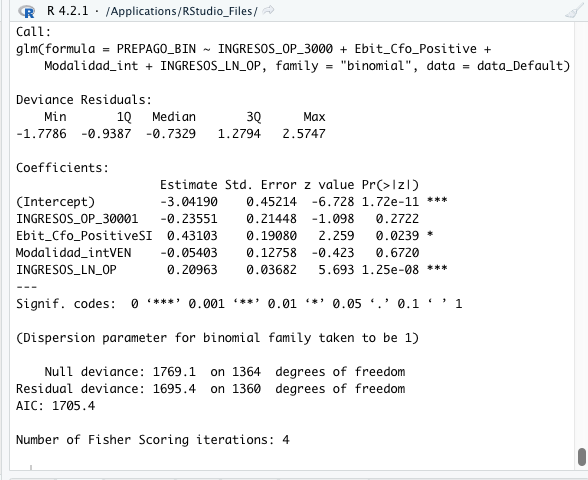 R 4.2.1 · /Applications/RStudio_Files/
Call:
glm(formula = PREPAGO_BIN ~ INGRESOS_OP_3000 + Ebit_Cfo_Positive +
    Modalidad_int + INGRESOS_LN_OP, family = "binomial", data = data_Default)
Deviance Residuals:
    Min      1Q  Median      3Q     Max
-1.7786 -0.9387 -0.7329  1.2794  2.5747
Coefficients:
                    Estimate Std. Error z value Pr(>|z|)
(Intercept)         -3.04190    0.45214  -6.728 1.72e-11 ***
INGRESOS_OP_30001   -0.23551    0.21448  -1.098   0.2722
Ebit_Cfo_PositiveSI  0.43103    0.19080   2.259   0.0239 *
Modalidad_intVEN    -0.05403    0.12758  -0.423   0.6720
INGRESOS_LN_OP       0.20963    0.03682   5.693 1.25e-08 ***
---
Signif. codes:  0 ‘***’ 0.001 ‘**’ 0.01 ‘*’ 0.05 ‘.’ 0.1 ‘ ’ 1
(Dispersion parameter for binomial family taken to be 1)
    Null deviance: 1769.1  on 1364  degrees of freedom
Residual deviance: 1695.4  on 1360  degrees of freedom
AIC: 1705.4
Number of Fisher Scoring iterations: 4